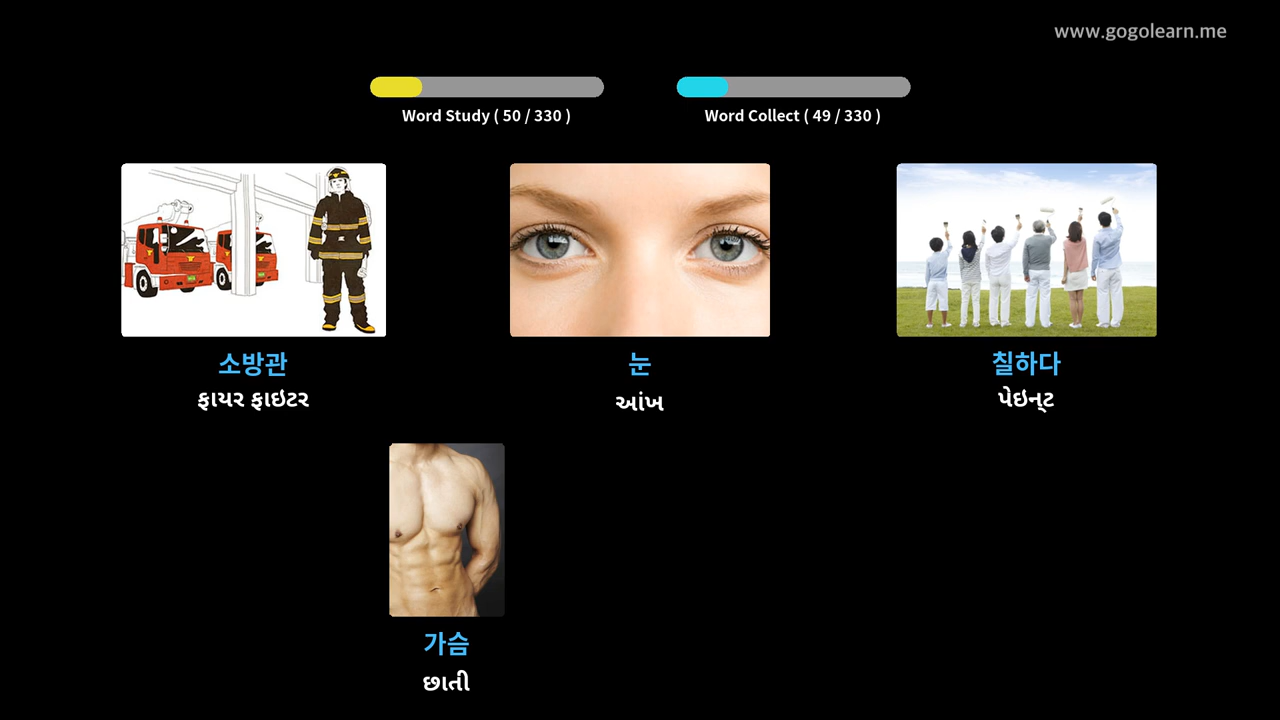 www.gogolearn.me
Word Study ( 50 / 330 )
Word Collect ( 49 / 330 )
소방관
ફાયર ફાઇટર
눈
આંખ
칠하다
પેઇન્ટ
가슴
છાતી